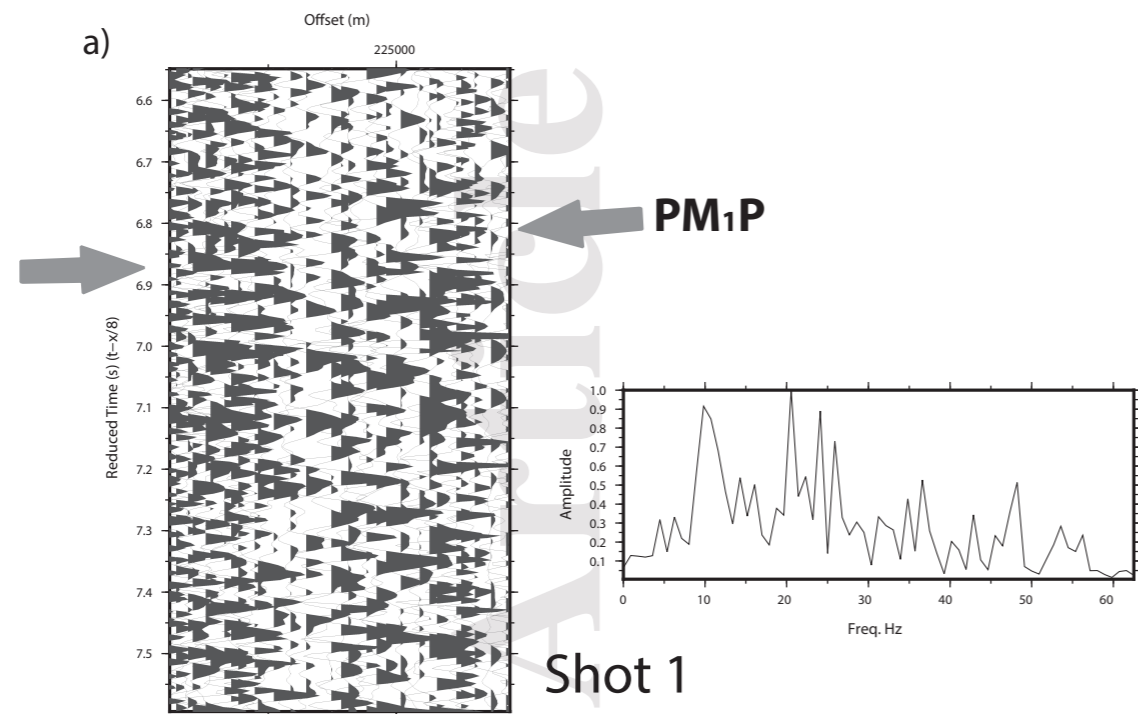 Offset (m)
a)
225000
6.6
6.7
6.8
6.9
7.0
7.1
7.2
7.3
7.4
7.5
Reduced Time (s) (t−x/8)
PM₁P
Article
Shot 1
1.0
0.9
0.8
0.7
0.6
0.5
0.4
0.3
0.2
0.1
Amplitude
0 10 20 30 40 50 60
Freq. Hz